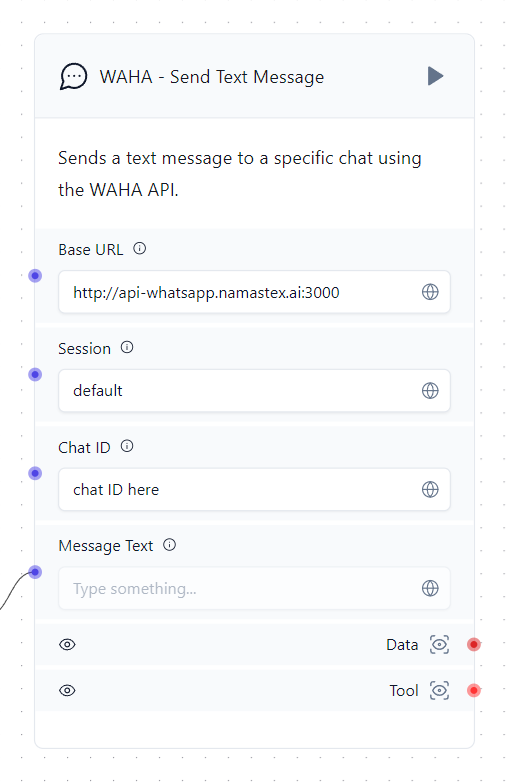 WAHA - Send Text Message
Sends a text message to a specific chat using
the WAHA API.
Base URL
http://api-whatsapp.namastex.ai:3000
Session
default
Chat ID
chat ID here
Message Text
Type something...
Data
Tool